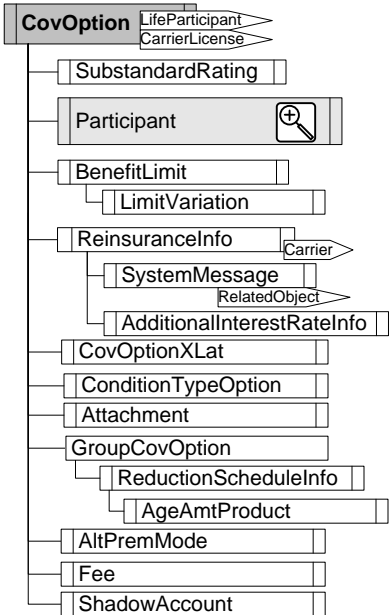 CovOption
LifeParticipant
CarrierLicense
SubstandardRating
Participant
BenefitLimit
LimitVariation
ReinsuranceInfo
Carrier
SystemMessage
RelatedObject
AdditionalInterestRateInfo
CovOptionXLat
ConditionTypeOption
Attachment
GroupCovOption
ReductionScheduleInfo
AgeAmtProduct
AltPremMode
Fee
ShadowAccount